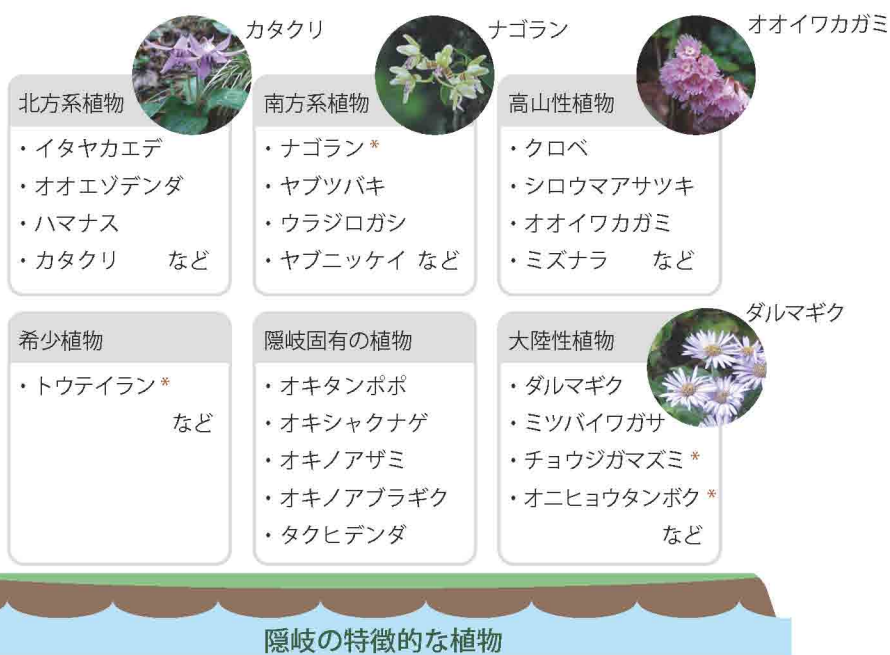 カタクリ
北方系植物
・イタヤカエデ
・オオエゾデンダ
・ハマナス
・カタクリ など
ナゴラン
南方系植物
・ナゴラン *
・ヤブツバキ
・ウラジロガシ
・ヤブニッケイ など
オオイワカガミ
高山性植物
・クロベ
・シロウマアサツキ
・オオイワカガミ
・ミズナラ など
希少植物
・トウテイラン *
など
隠岐固有の植物
・オキタンポポ
・オキシャクナゲ
・オキノアザミ
・オキノアブラギク
・タクヒデンダ
ダルマギク
大陸性植物
・ダルマギク
・ミツバイワガサ
・チョウジガマズミ *
・オニヒョウタンボク *
など
隠岐の特徴的な植物